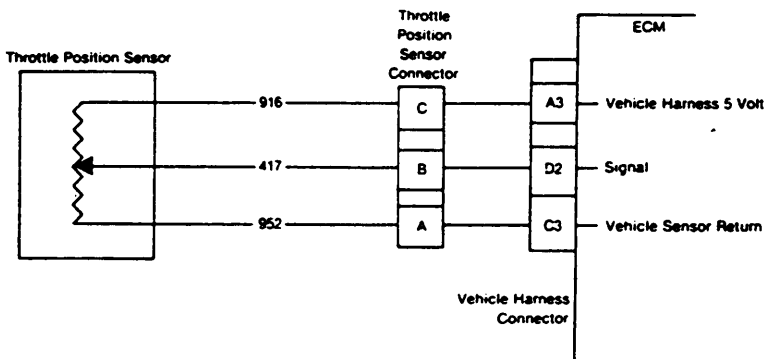 Throttle
Position
Sensor
Connector
ECM
Throttle Position Sensor
916
C
A3
Vehicle Harness 5 Volt
417
B
D2
Signal
952
A
C3
Vehicle Sensor Return
Vehicle Harness
Connector